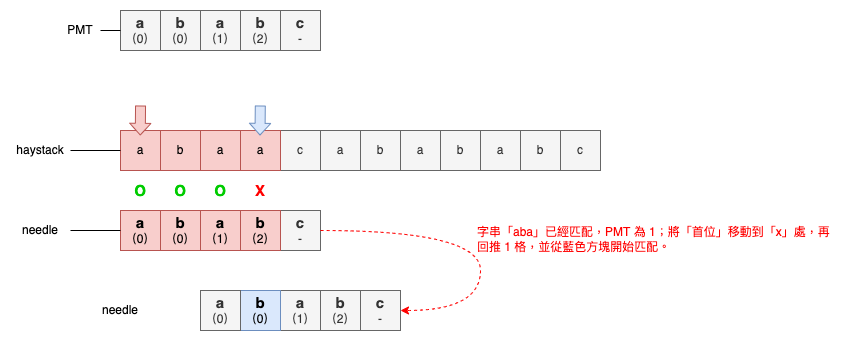 PMT a b a b c
(0) (0) (1) (2) -
haystack a b a a c a b a b a b c
O O O X
needle a b a b c
(0) (0) (1) (2) -
字串「aba」已經匹配，PMT 為 1；將「首位」移動到「x」處，再
回推 1 格，並從藍色方塊開始匹配。
needle a b a b c
(0) (0) (1) (2) -